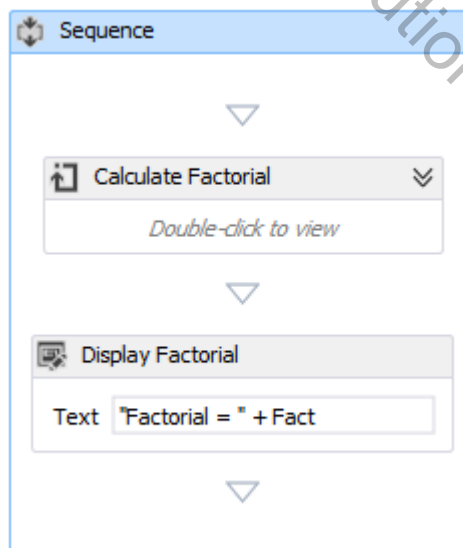 Sequence
Calculate Factorial
Double-click to view
Display Factorial
Text "Factorial = " + Fact